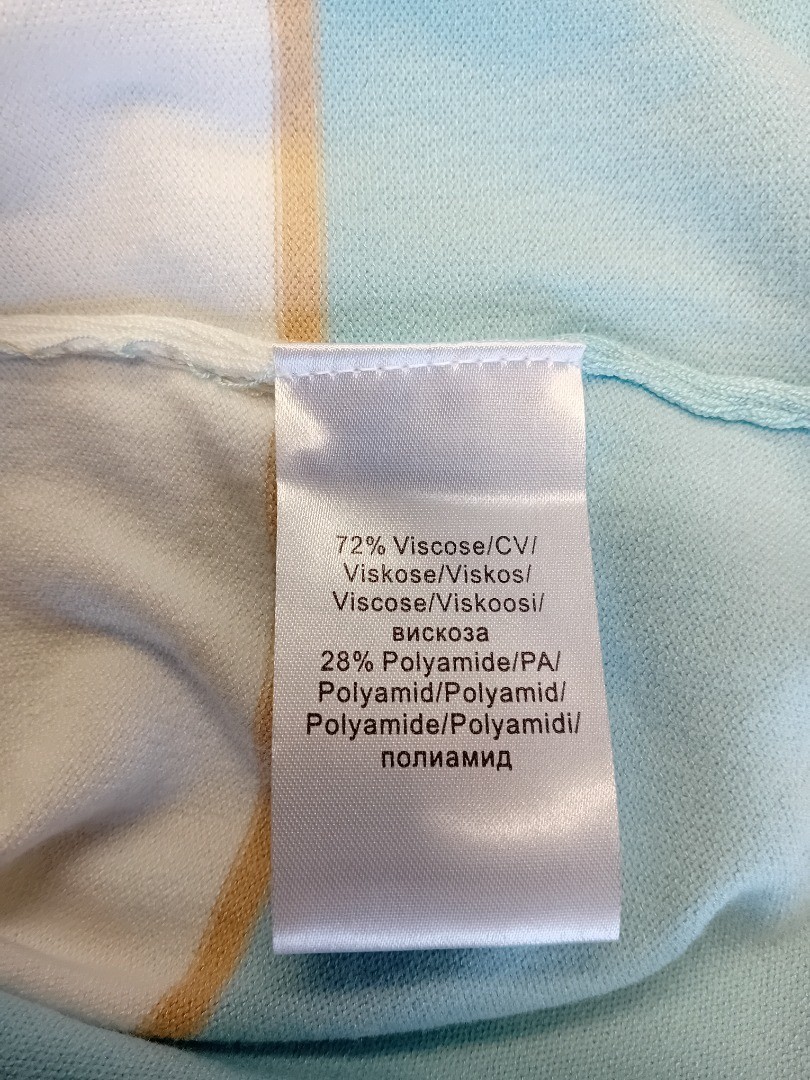 72% Viscose/CV/
Viskose/Viskos/
Viscose/Viskoosi/
вискоза
28% Polyamide/PA/
Polyamid/Polyamid/
Polyamide/Polyamidi/
полиамид